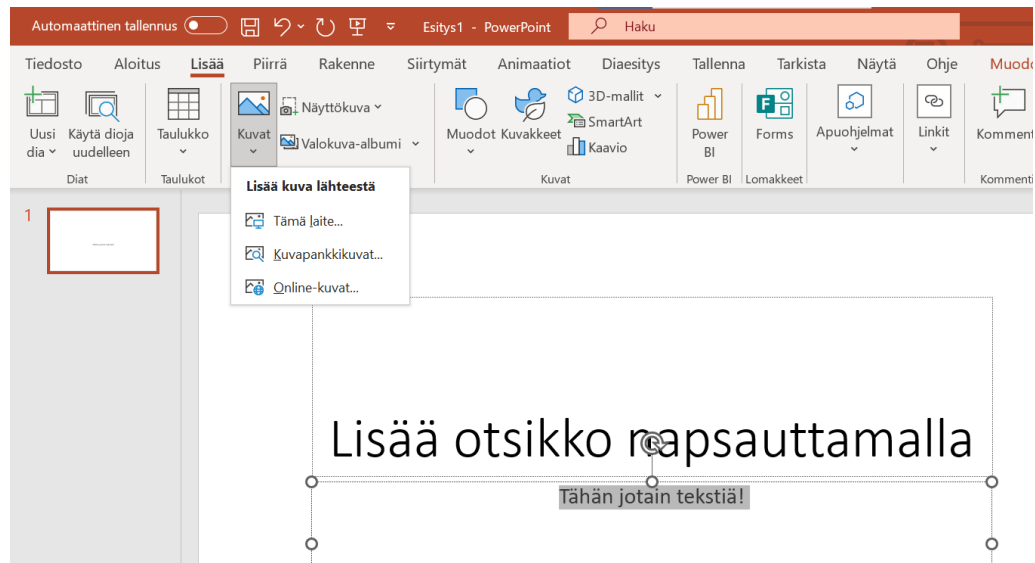 Automaattinen tallennus
Esitys1 - PowerPoint
Haku
Tiedosto Aloitus Lisää Piirrä Rakenne Siirtymät Animaatiot Diaesitys Tallenna Tarkista Näytä Ohje
Uusi dia
Käytä dioja uudelleen
Taulukko
Kuvat
Näyttökuva
Valokuva-albumi
Muodot
Kuvakkeet
3D-mallit
SmartArt
Kaavio
Power BI
Forms
Apuohjelmat
Linkit
Komment
Diat
Taulukot
Kuvat
Power BI
Lomakkeet
Kommenti
Lisää kuva lähteestä
Tämä laite...
Kuvapankkikuvat...
Online-kuvat...
1
Lisää otsikko napsauttamalla
Tähän jotain tekstiä!